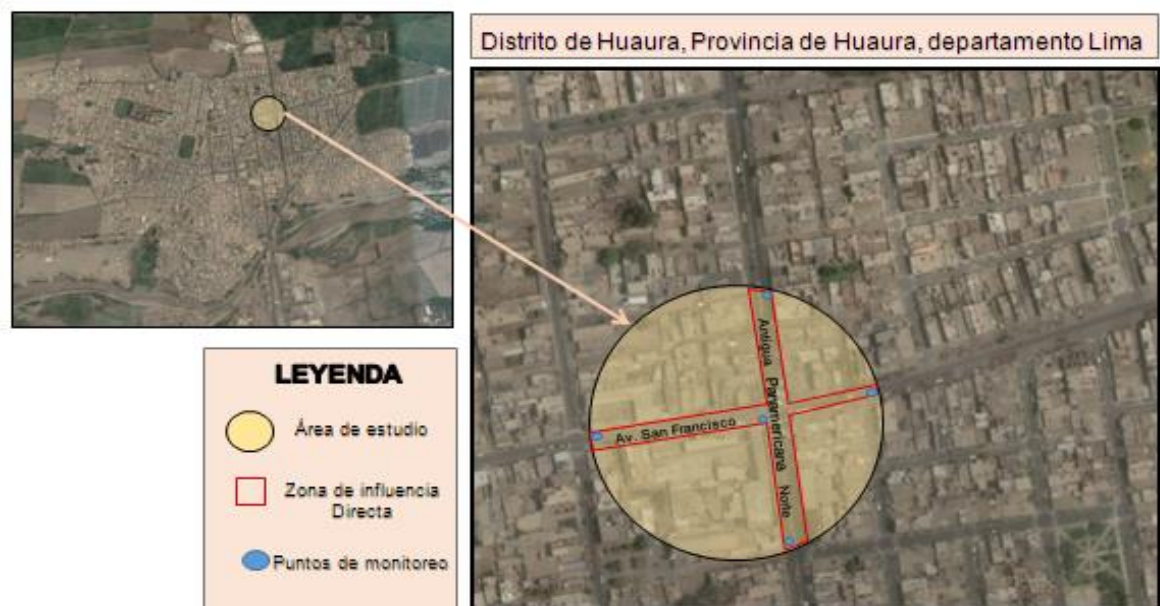 Distrito de Huaura, Provincia de Huaura, departamento Lima
LEYENDA
Área de estudio
Zona de influencia
Directa
Puntos de monitoreo
Antigua Panamericana Norte
Av. San Francisco